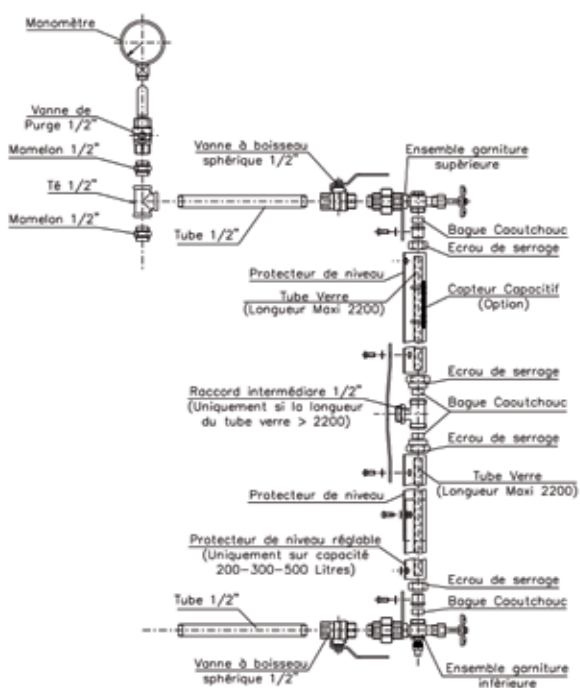 Manomètre
Vanne de
Purge 1/2"
Mamelon 1/2"
Té 1/2"
Mamelon 1/2"
Tube 1/2"
Vanne à boisseau
sphérique 1/2"
Ensemble garniture
supèrieure
Bague Caoutchouc
Ecrou de serrage
Protecteur de niveau
Tube Verre
(Longueur Maxi 2200)
Capteur Capacitif
(Option)
Ecrou de serrage
Raccord intermédiare 1/2"
(Uniquement si la longueur
du tube verre > 2200)
Bague Caoutchouc
Ecrou de serrage
Tube Verre
(Longueur Maxi 2200)
Protecteur de niveau
Protecteur de niveau réglable
(Uniquement sur capacité
200-300-500 Litres)
Ecrou de serrage
Bague Caoutchouc
Tube 1/2"
Vanne à boisseau
sphérique 1/2"
Ensemble garniture
infèrieure